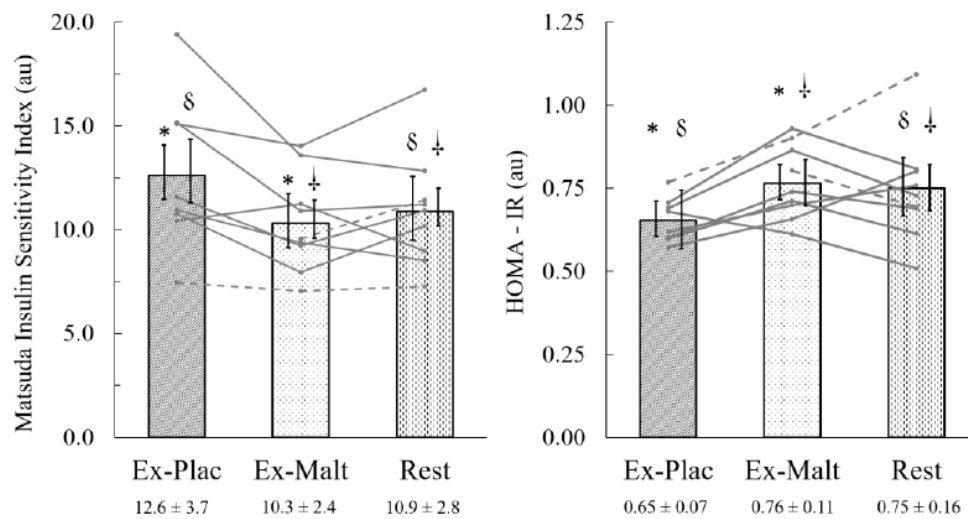 Matsuda Insulin Sensitivity Index (au)
20.0
15.0
10.0
5.0
0.0
* §
* ⸸
§ ⸸
Ex-Plac Ex-Malt Rest
12.6 ± 3.7 10.3 ± 2.4 10.9 ± 2.8
HOMA - IR (au)
1.25
1.00
0.75
0.50
0.25
0.00
* §
* ⸸
§ ⸸
Ex-Plac Ex-Malt Rest
0.65 ± 0.07 0.76 ± 0.11 0.75 ± 0.16